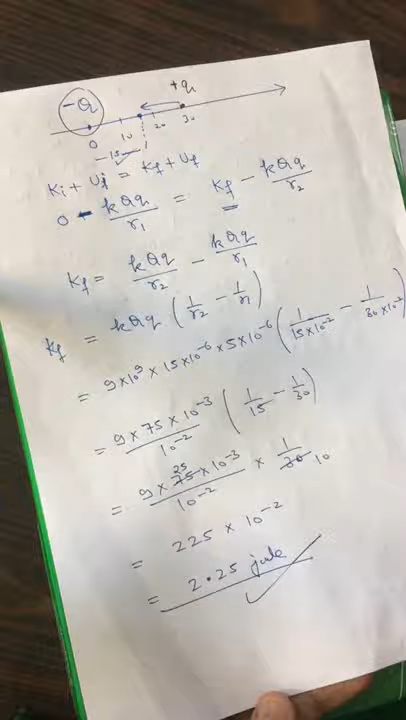 -Q +q
0 10 20 30
15
Ki + Ui = Kf + Uf
0 - kQq/r1 = Kf - kQq/r2
Kf = kQq/r2 - kQq/r1
Kf = kQq (1/r2 - 1/r1)
= 9×10^9 × 15×10^-6 × 5×10^-6 (1/15×10^-2 - 1/30×10^-2)
= 9×75×10^-3/10^-2 (1/15 - 1/30)
= 9×75×10^-3/10^-2 × 1/30 25 10
= 225 × 10^-2
= 2.25 jule